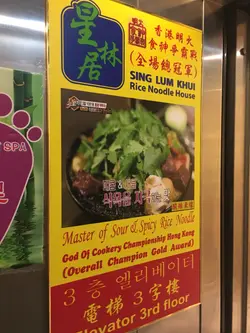 星林居
香港明火
食神爭霸戰
(全場總冠軍)
SING LUM KHUI
Rice Noodle House
Master of Sour & Spicy Rice Noodle
God Of Cookery Championship Hong Kong
(Overall Champion Gold Award)
3 층 엘리베이터
電梯 3 字樓
Elevator 3rd floor
SPA